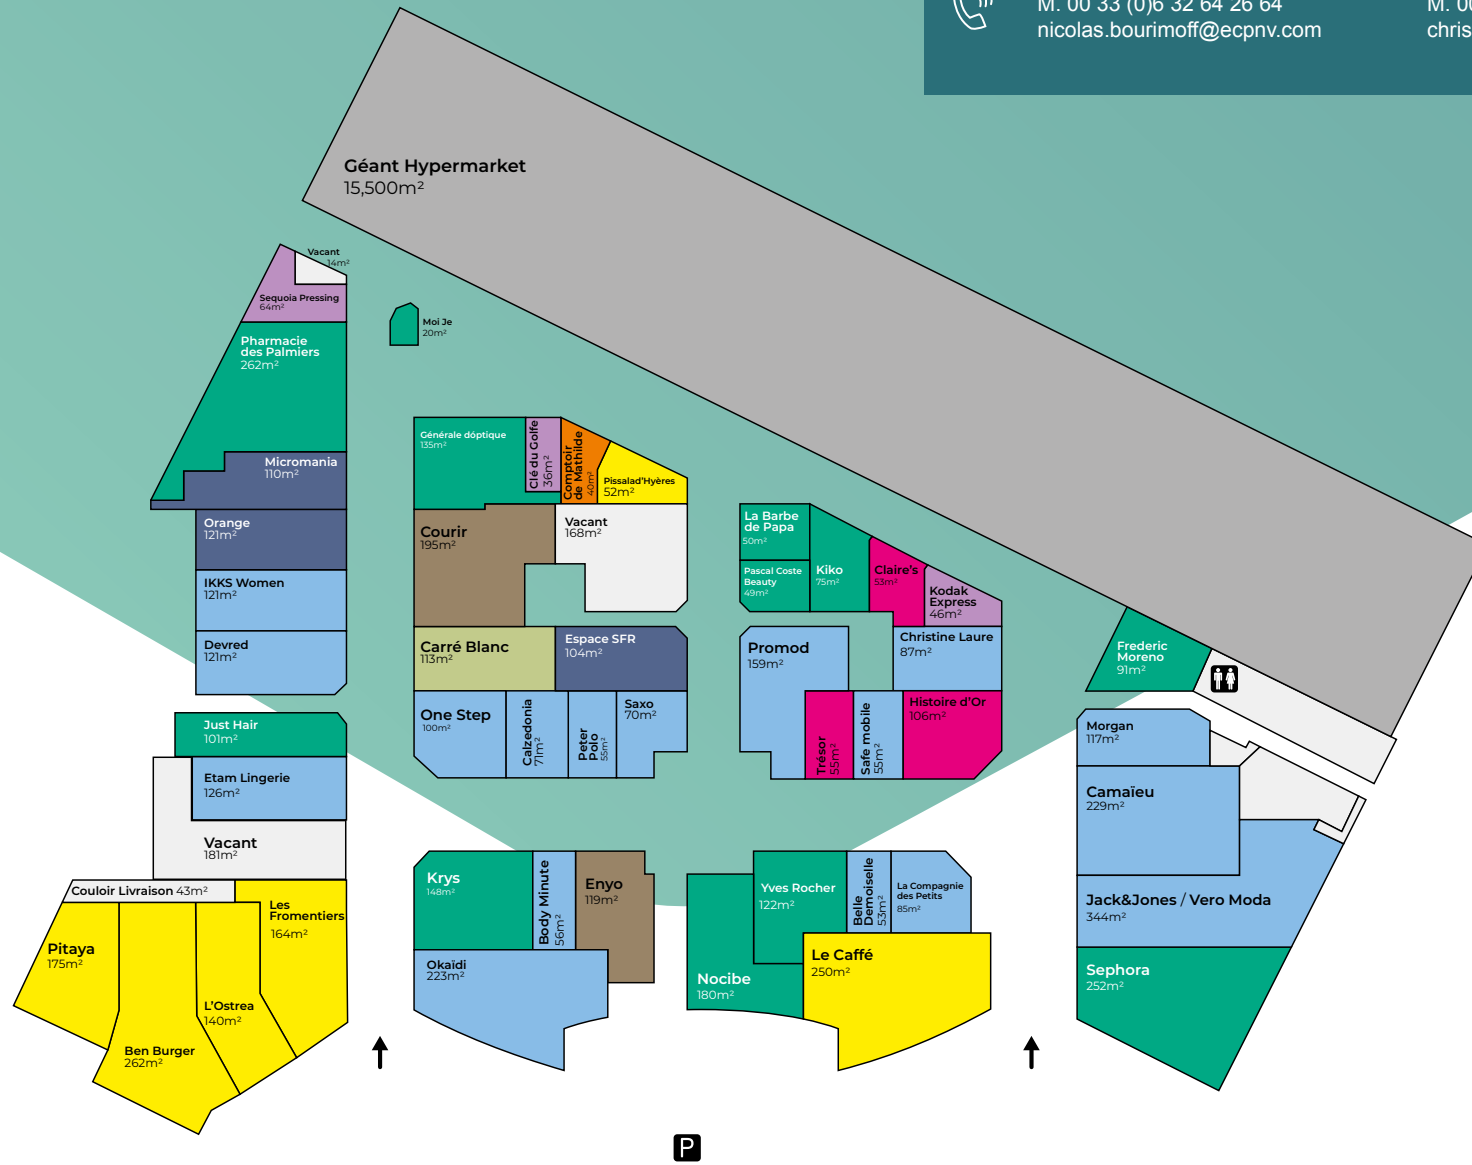 M. 00 33 (0)6 32 64 26 64
nicolas.bourimoff@ecpnv.com
M. 00
chris
Géant Hypermarket
15,500m²
Vacant
14m²
Sequoia Pressing
64m²
Moi Je
20m²
Pharmacie
des Palmiers
262m²
Micromania
110m²
Orange
121m²
IKKS Women
121m²
Devred
121m²
Générale dóptique
135m²
Clé du Golfe
36m²
Comptoir
de Mathilde
40m²
Pissalad'Hyères
52m²
Courir
195m²
Vacant
168m²
Carré Blanc
113m²
Espace SFR
104m²
One Step
100m²
Calzedonia
71m²
Peter
Polo
55m²
Saxo
70m²
La Barbe
de Papa
50m²
Pascal Coste
Beauty
49m²
Kiko
75m²
Claire's
53m²
Kodak
Express
46m²
Promod
159m²
Christine Laure
87m²
Trésor
55m²
Safe mobile
55m²
Histoire d'Or
106m²
Frederic
Moreno
91m²
Morgan
117m²
Camaïeu
229m²
Jack&Jones / Vero Moda
344m²
Sephora
252m²
Just Hair
101m²
Etam Lingerie
126m²
Vacant
181m²
Couloir Livraison 43m²
Les
Fromentiers
164m²
Pitaya
175m²
L'Ostrea
140m²
Ben Burger
262m²
Krys
148m²
Body Minute
56m²
Enyo
119m²
Okaïdi
223m²
Yves Rocher
122m²
Belle
Demoiselle
53m²
La Compagnie
des Petits
85m²
Nocibe
180m²
Le Caffé
250m²
P